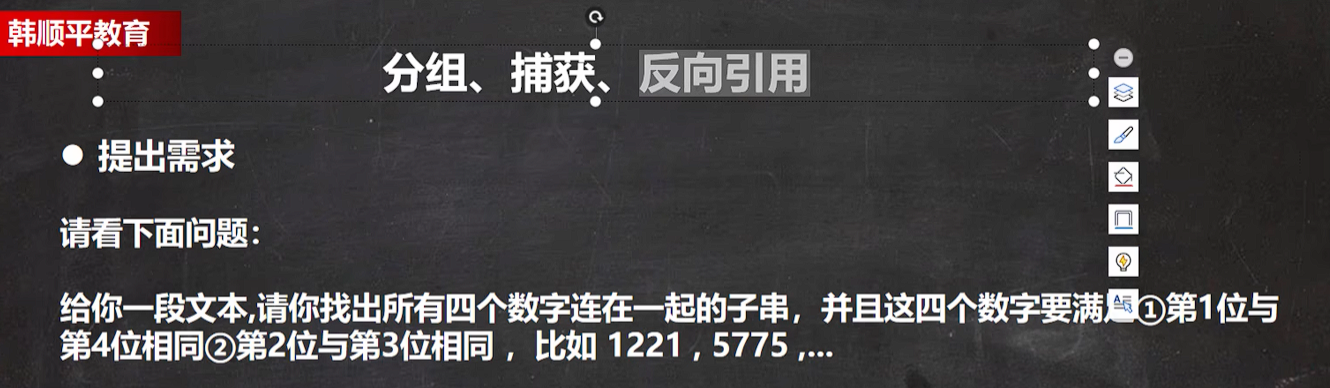 韩顺平教育
分组、捕获、反向引用
● 提出需求
请看下面问题：
给你一段文本,请你找出所有四个数字连在一起的子串，并且这四个数字要满①第1位与
第4位相同②第2位与第3位相同 ，比如 1221 , 5775 ,...